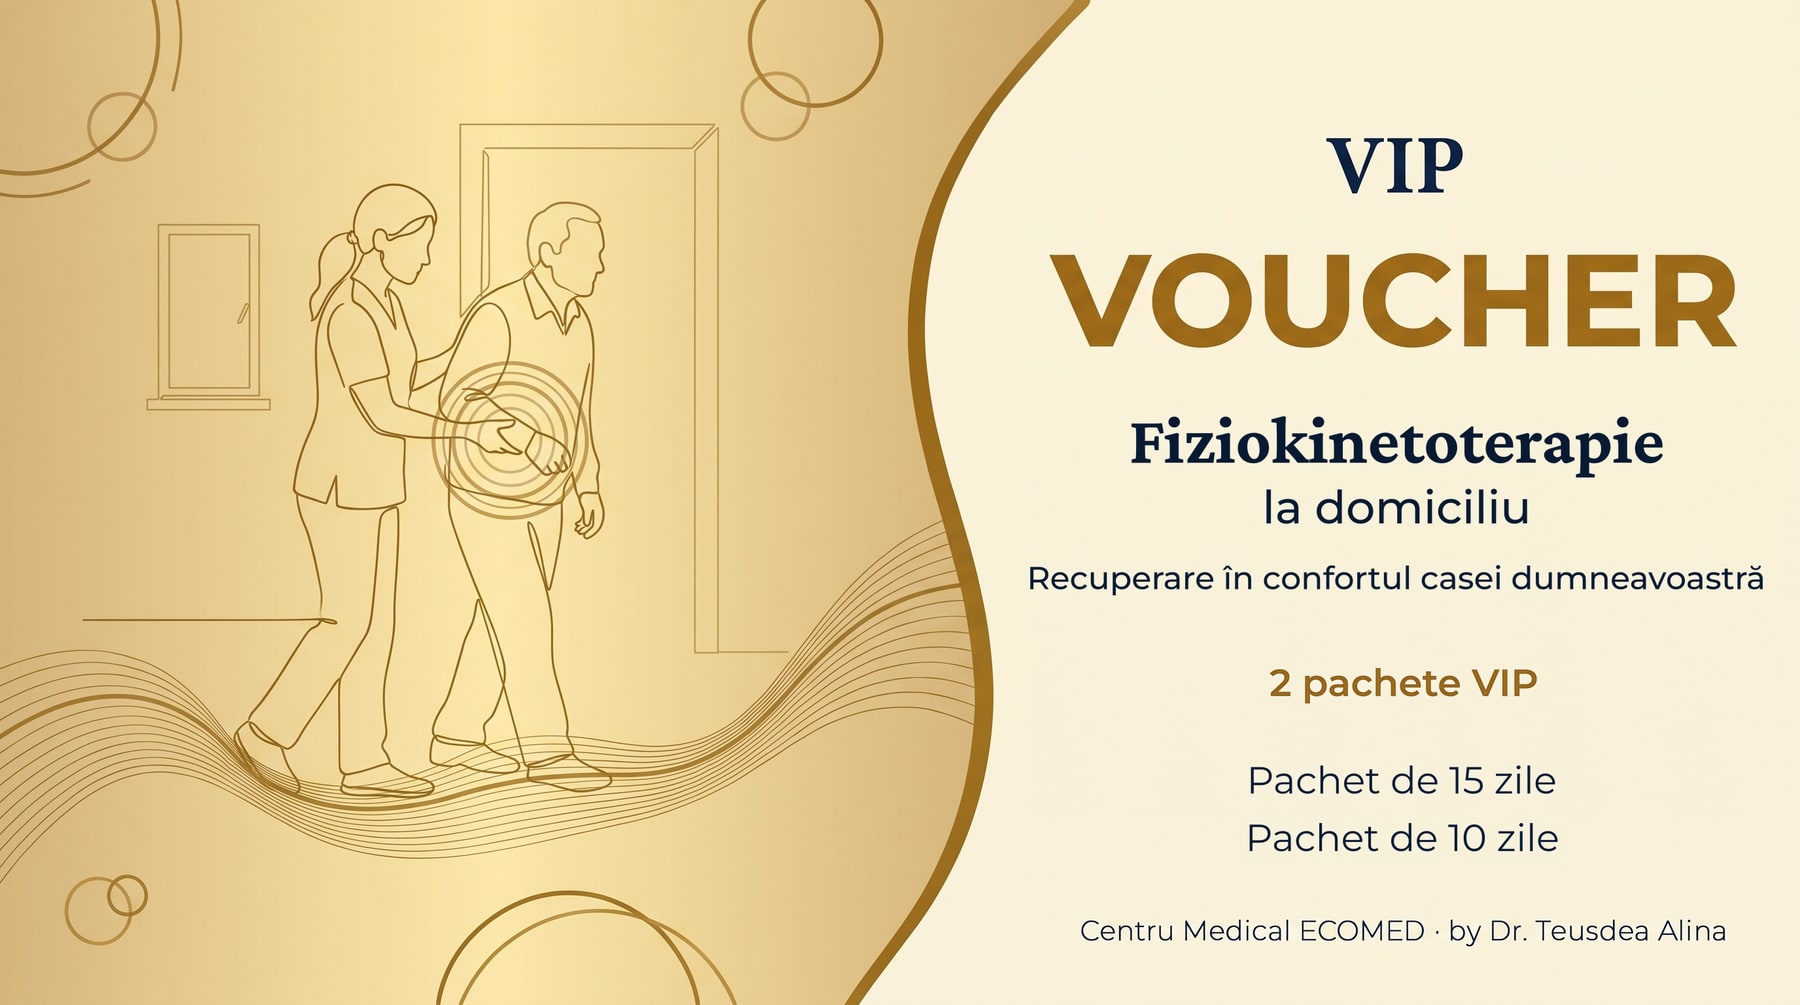 VIP
VOUCHER
Fiziokinetoterapie
la domiciliu
Recuperare în confortul casei dumneavoastră
2 pachete VIP
Pachet de 15 zile
Pachet de 10 zile
Centru Medical ECOMED · by Dr. Teusdea Alina